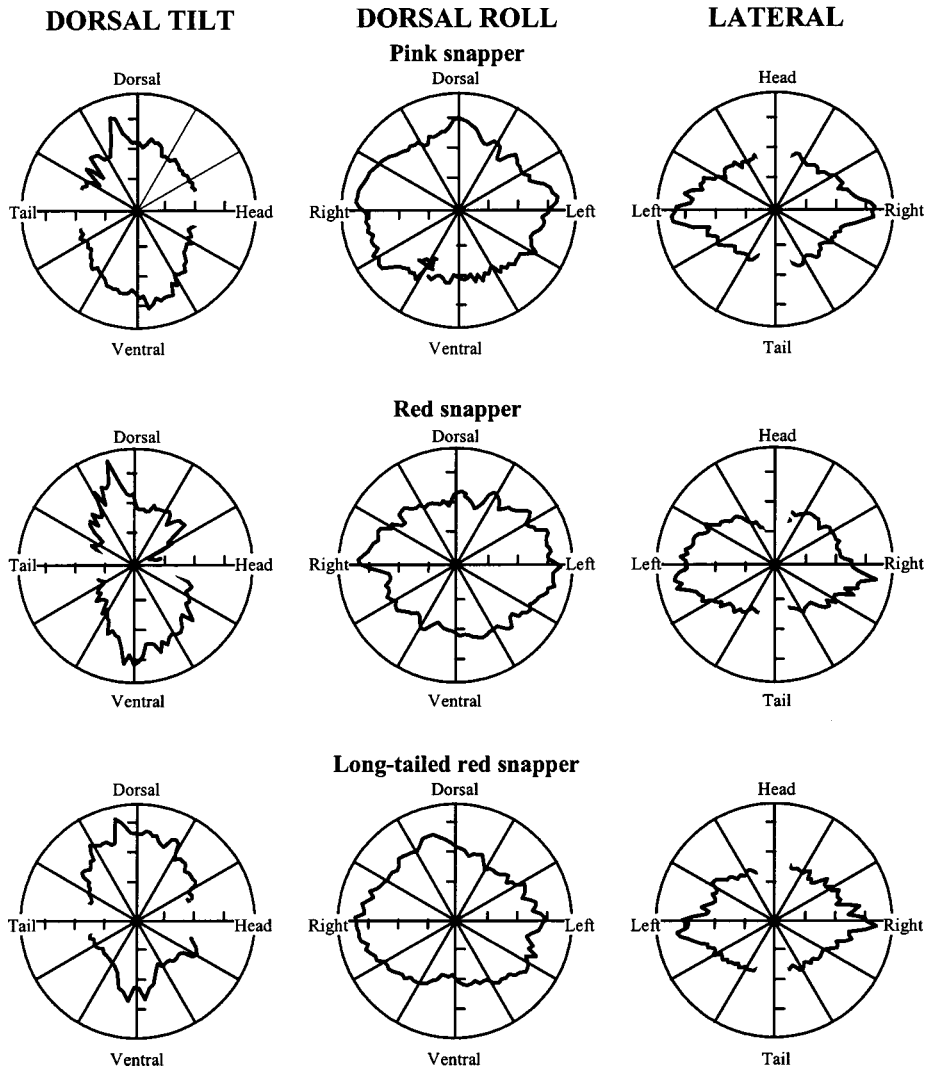 DORSAL TILT DORSAL ROLL LATERAL
Pink snapper
Dorsal Dorsal Head
Tail Head Right Left Left Right
Ventral Ventral Tail
Red snapper
Dorsal Dorsal Head
Tail Head Right Left Left Right
Ventral Ventral Tail
Long-tailed red snapper
Dorsal Dorsal Head
Tail Head Right Left Left Right
Ventral Ventral Tail